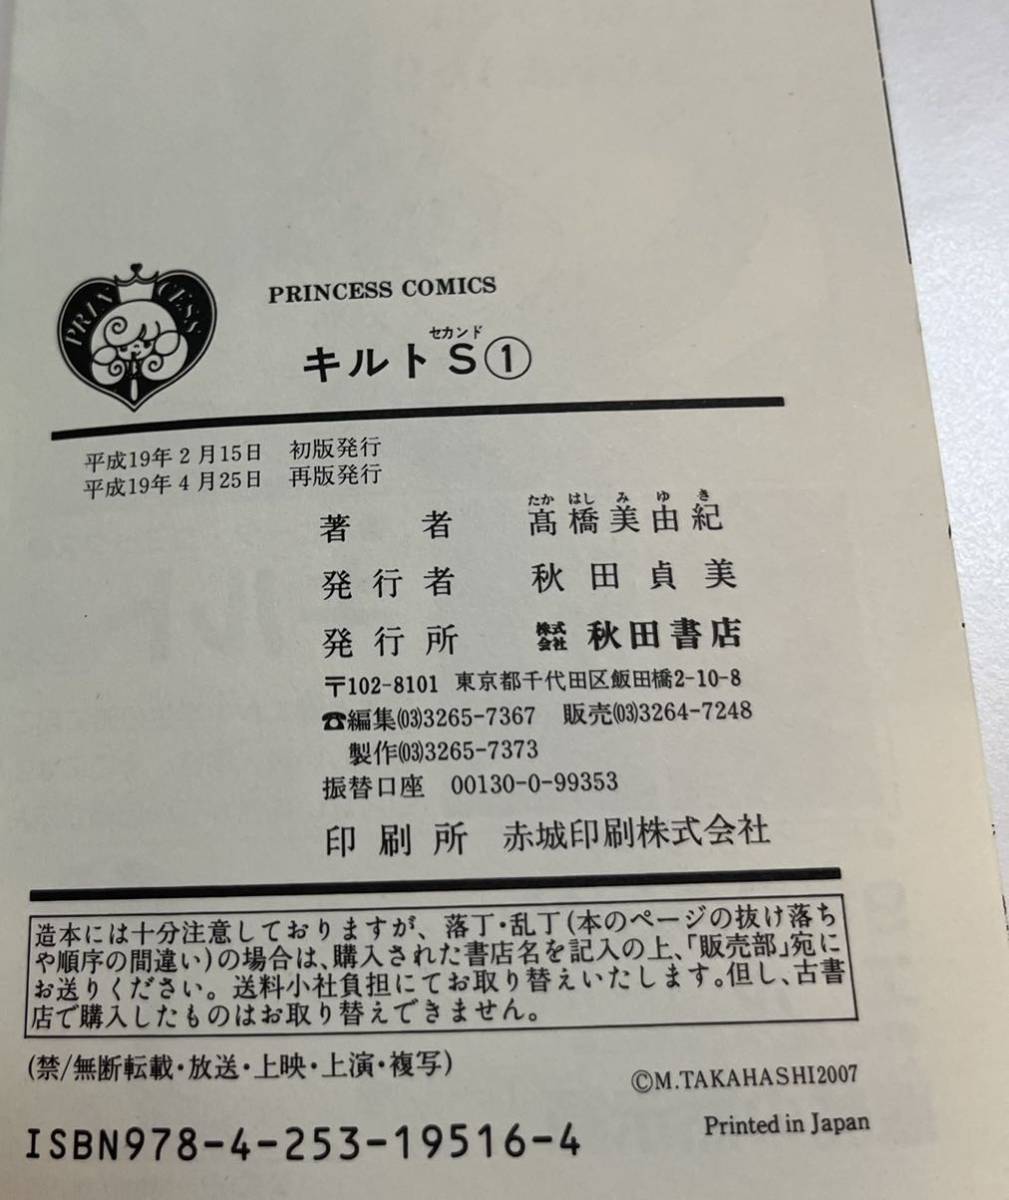 PRINCESS
PRINCESS COMICS
セカンド
キルトS①
平成19年2月15日 初版発行
平成19年4月25日 再版発行
たか はし み ゆ き
著者 髙橋美由紀
発行者 秋田貞美
発行所 株式会社 秋田書店
〒102-8101 東京都千代田区飯田橋2-10-8
☎編集(03)3265-7367 販売(03)3264-7248
製作(03)3265-7373
振替口座 00130-0-99353
印刷所 赤城印刷株式会社
造本には十分注意しておりますが、落丁・乱丁(本のページの抜け落ち
や順序の間違い)の場合は、購入された書店名を記入の上、「販売部」宛に
お送りください。送料小社負担にてお取り替えいたします。但し、古書
店で購入したものはお取り替えできません。
(禁/無断転載・放送・上映・上演・複写)
©M.TAKAHASHI2007
ISBN978-4-253-19516-4
Printed in Japan